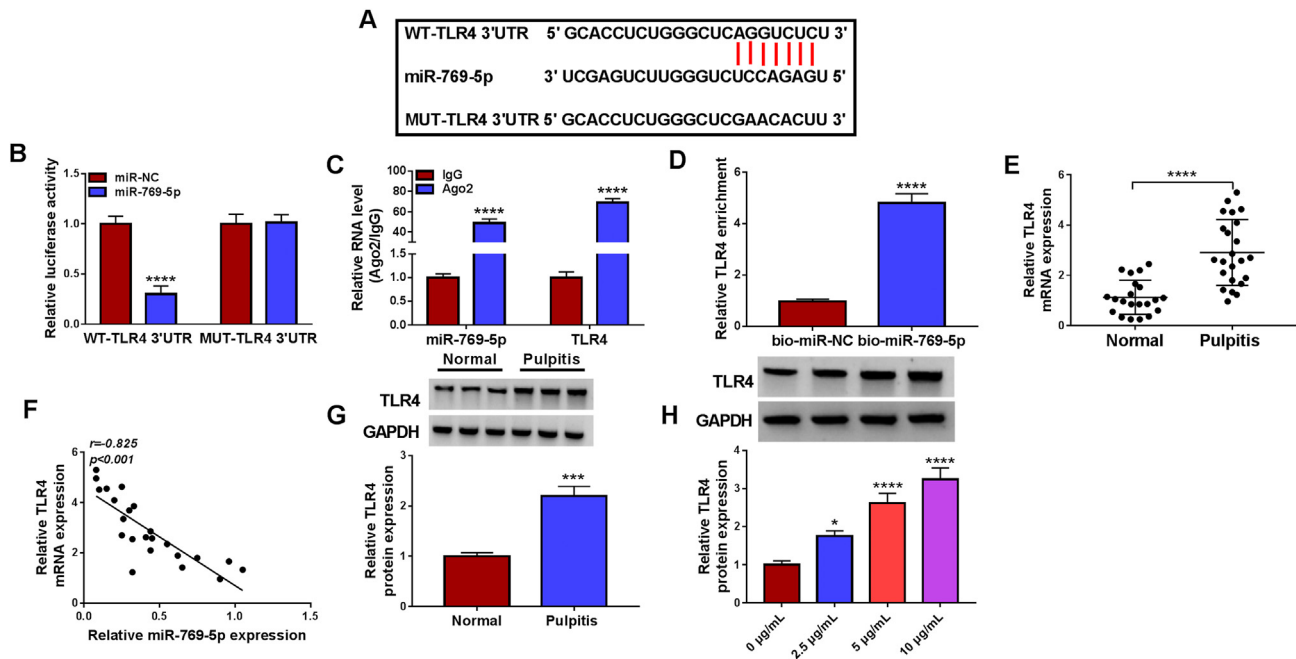 A
WT-TLR4 3'UTR 5' GCACCUCUGGGCUCAGGUCUCU 3'
miR-769-5p 3' UCGAGUCUUGGGUCUCCAGAGU 5'
MUT-TLR4 3'UTR 5' GCACCUCUGGGCUCGAACACUU 3'
B
Relative luciferase activity
1.5
1.0
0.5
0.0
miR-NC
miR-769-5p
****
WT-TLR4 3'UTR MUT-TLR4 3'UTR
C
Relative RNA level
(Ago2/IgG)
100
80
60
40
20
1.5
1.0
0.5
0.0
IgG
Ago2
****
****
miR-769-5p TLR4
D
Relative TLR4 enrichment
6
4
2
0
****
bio-miR-NC bio-miR-769-5p
E
Relative TLR4
mRNA expression
6
4
2
0
****
Normal Pulpitis
F
r=-0.825
p<0.001
Relative TLR4
mRNA expression
6
4
2
0
0.0 0.5 1.0 1.5
Relative miR-769-5p expression
G
Normal Pulpitis
TLR4
GAPDH
Relative TLR4
protein expression
3
2
1
0
***
Normal Pulpitis
H
TLR4
GAPDH
Relative TLR4
protein expression
4
3
2
1
0
*
****
****
0 µg/mL
2.5 µg/mL
5 µg/mL
10 µg/mL